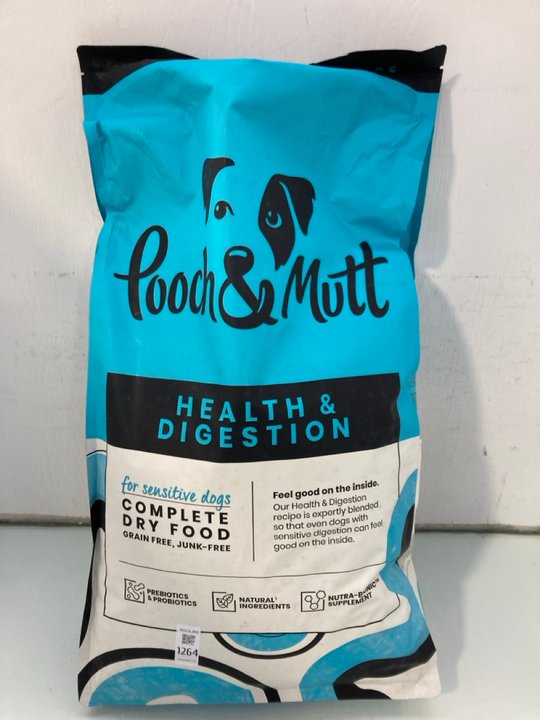 Pooch & Mutt
HEALTH &
DIGESTION
for sensitive dogs
COMPLETE
DRY FOOD
GRAIN FREE, JUNK-FREE
Feel good on the inside.
Our Health & Digestion
recipe is expertly blended
so that even dogs with
sensitive digestion can feel
good on the inside.
PREBIOTICS
& PROBIOTICS
NATURAL¹
INGREDIENTS
SUPPLEMENT
1264